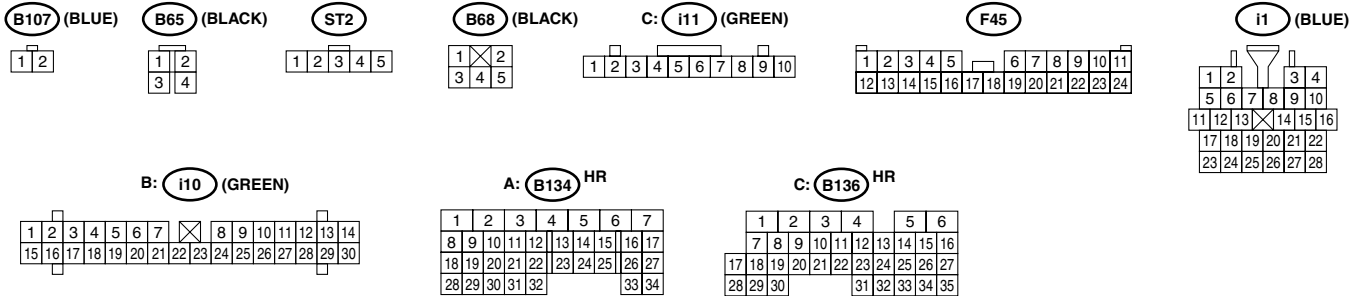 B107 (BLUE) B65 (BLACK) ST2 B68 (BLACK) C: i11 (GREEN) F45 i1 (BLUE)
1 2
1 2
3 4
1 2 3 4 5
1 2
3 4 5
1 2 3 4 5 6 7 8 9 10
1 2 3 4 5 6 7 8 9 10 11
12 13 14 15 16 17 18 19 20 21 22 23 24
1 2 3 4
5 6 7 8 9 10
11 12 13 14 15 16
17 18 19 20 21 22
23 24 25 26 27 28
B: i10 (GREEN) A: B134 HR C: B136 HR
1 2 3 4 5 6 7 8 9 10 11 12 13 14
15 16 17 18 19 20 21 22 23 24 25 26 27 28 29 30
1 2 3 4 5 6 7
8 9 10 11 12 13 14 15 16 17
18 19 20 21 22 23 24 25 26 27
28 29 30 31 32 33 34
1 2 3 4 5 6
7 8 9 10 11 12 13 14 15 16
17 18 19 20 21 22 23 24 25 26 27
28 29 30 31 32 33 34 35